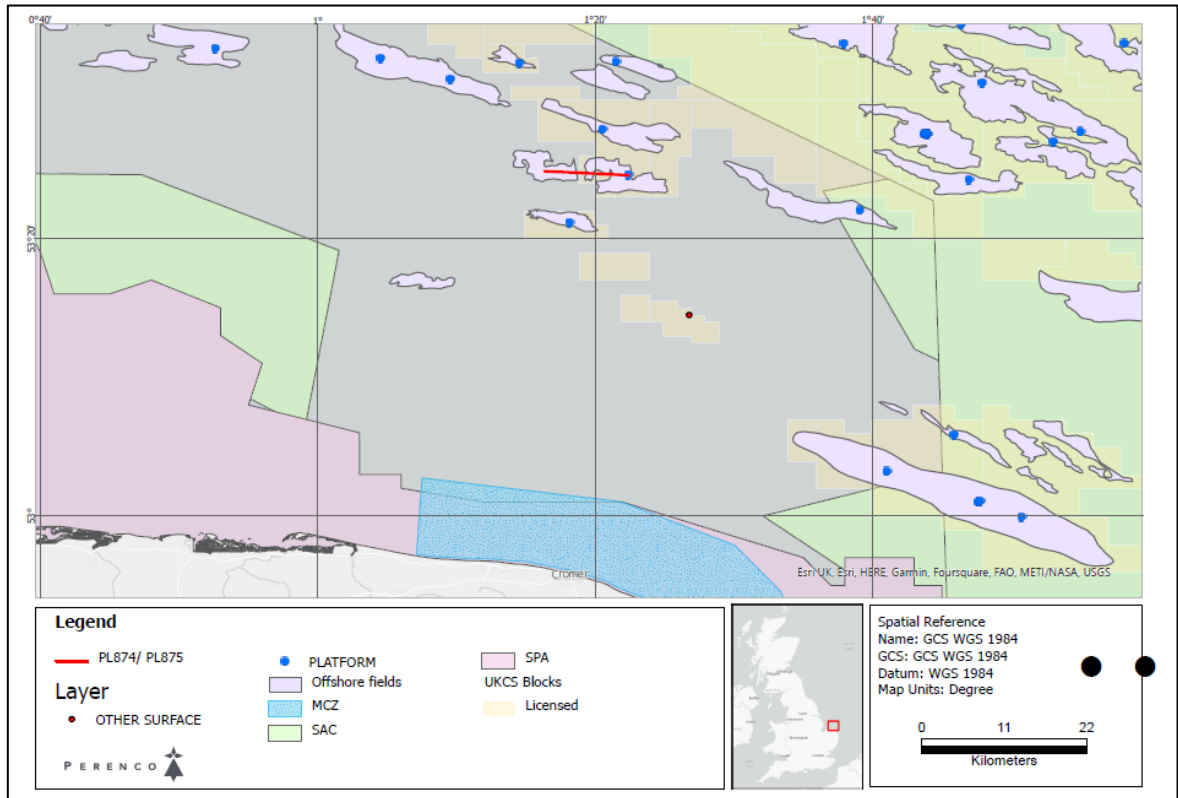 0°40'
1°
1°20'
1°40'
53°20'
53°
Cromer
Esri UK, Esri, HERE, Garmin, Foursquare, FAO, METI/NASA, USGS
Legend
PL874/ PL875
Layer
OTHER SURFACE
PERENCO
PLATFORM
Offshore fields
MCZ
SAC
SPA
UKCS Blocks
Licensed
Spatial Reference
Name: GCS WGS 1984
GCS: GCS WGS 1984
Datum: WGS 1984
Map Units: Degree
0 11 22
Kilometers